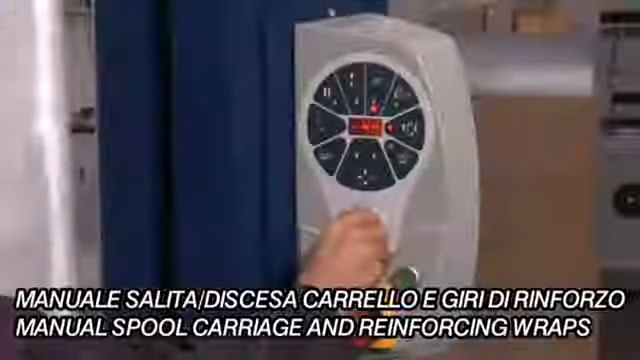 MANUALE SALITA/DISCESA CARRELLO E GIRI DI RINFORZO
MANUAL SPOOL CARRIAGE AND REINFORCING WRAPS